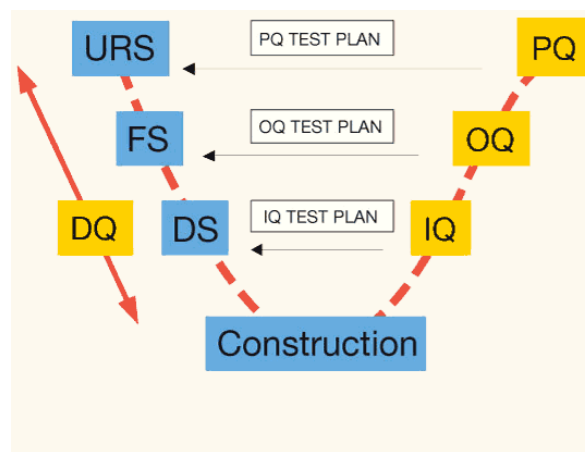 URS
PQ TEST PLAN
PQ
FS
OQ TEST PLAN
OQ
DQ
DS
IQ TEST PLAN
IQ
Construction